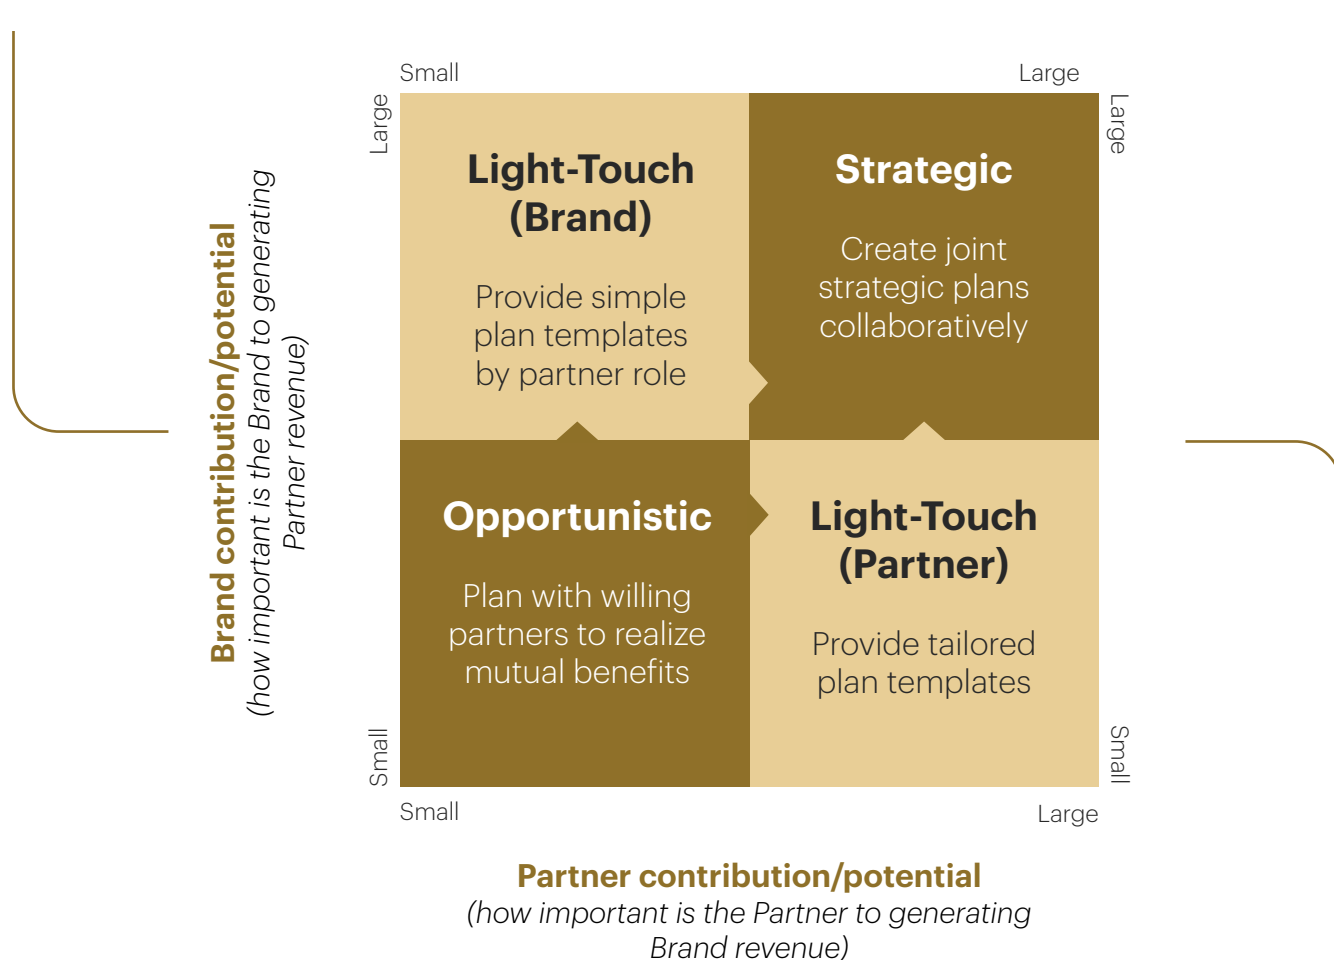 Small
Large
Large
Large
Light-Touch
(Brand)
Provide simple
plan templates
by partner role
Strategic
Create joint
strategic plans
collaboratively
Brand contribution/potential
(how important is the Brand to generating
Partner revenue)
Opportunistic
Plan with willing
partners to realize
mutual benefits
Light-Touch
(Partner)
Provide tailored
plan templates
Small
Small
Small
Large
Partner contribution/potential
(how important is the Partner to generating
Brand revenue)